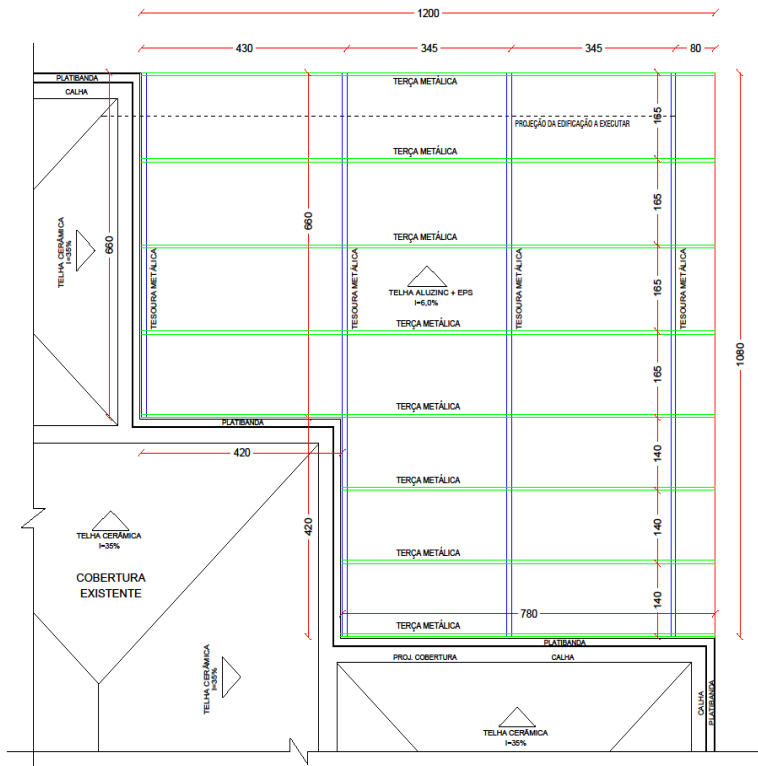 1200
430
345
345
80
PLATIBANDA
CALHA
TERÇA METÁLICA
PROJEÇÃO DA EDIFICAÇÃO A EXECUTAR
165
TERÇA METÁLICA
660
660
165
TELHA CERÂMICA
I=35%
TERÇA METÁLICA
TESOURA METÁLICA
TESOURA METÁLICA
TESOURA METÁLICA
TESOURA METÁLICA
TELHA ALUZINC + EPS
I=6,0%
165
TERÇA METÁLICA
1080
165
TERÇA METÁLICA
PLATIBANDA
420
140
TERÇA METÁLICA
420
140
TELHA CERÂMICA
I=35%
TERÇA METÁLICA
COBERTURA
EXISTENTE
140
780
TERÇA METÁLICA
PLATIBANDA
PROJ. COBERTURA
CALHA
TELHA CERÂMICA
I=35%
CALHA
PLATIBANDA
TELHA CERÂMICA
I=35%